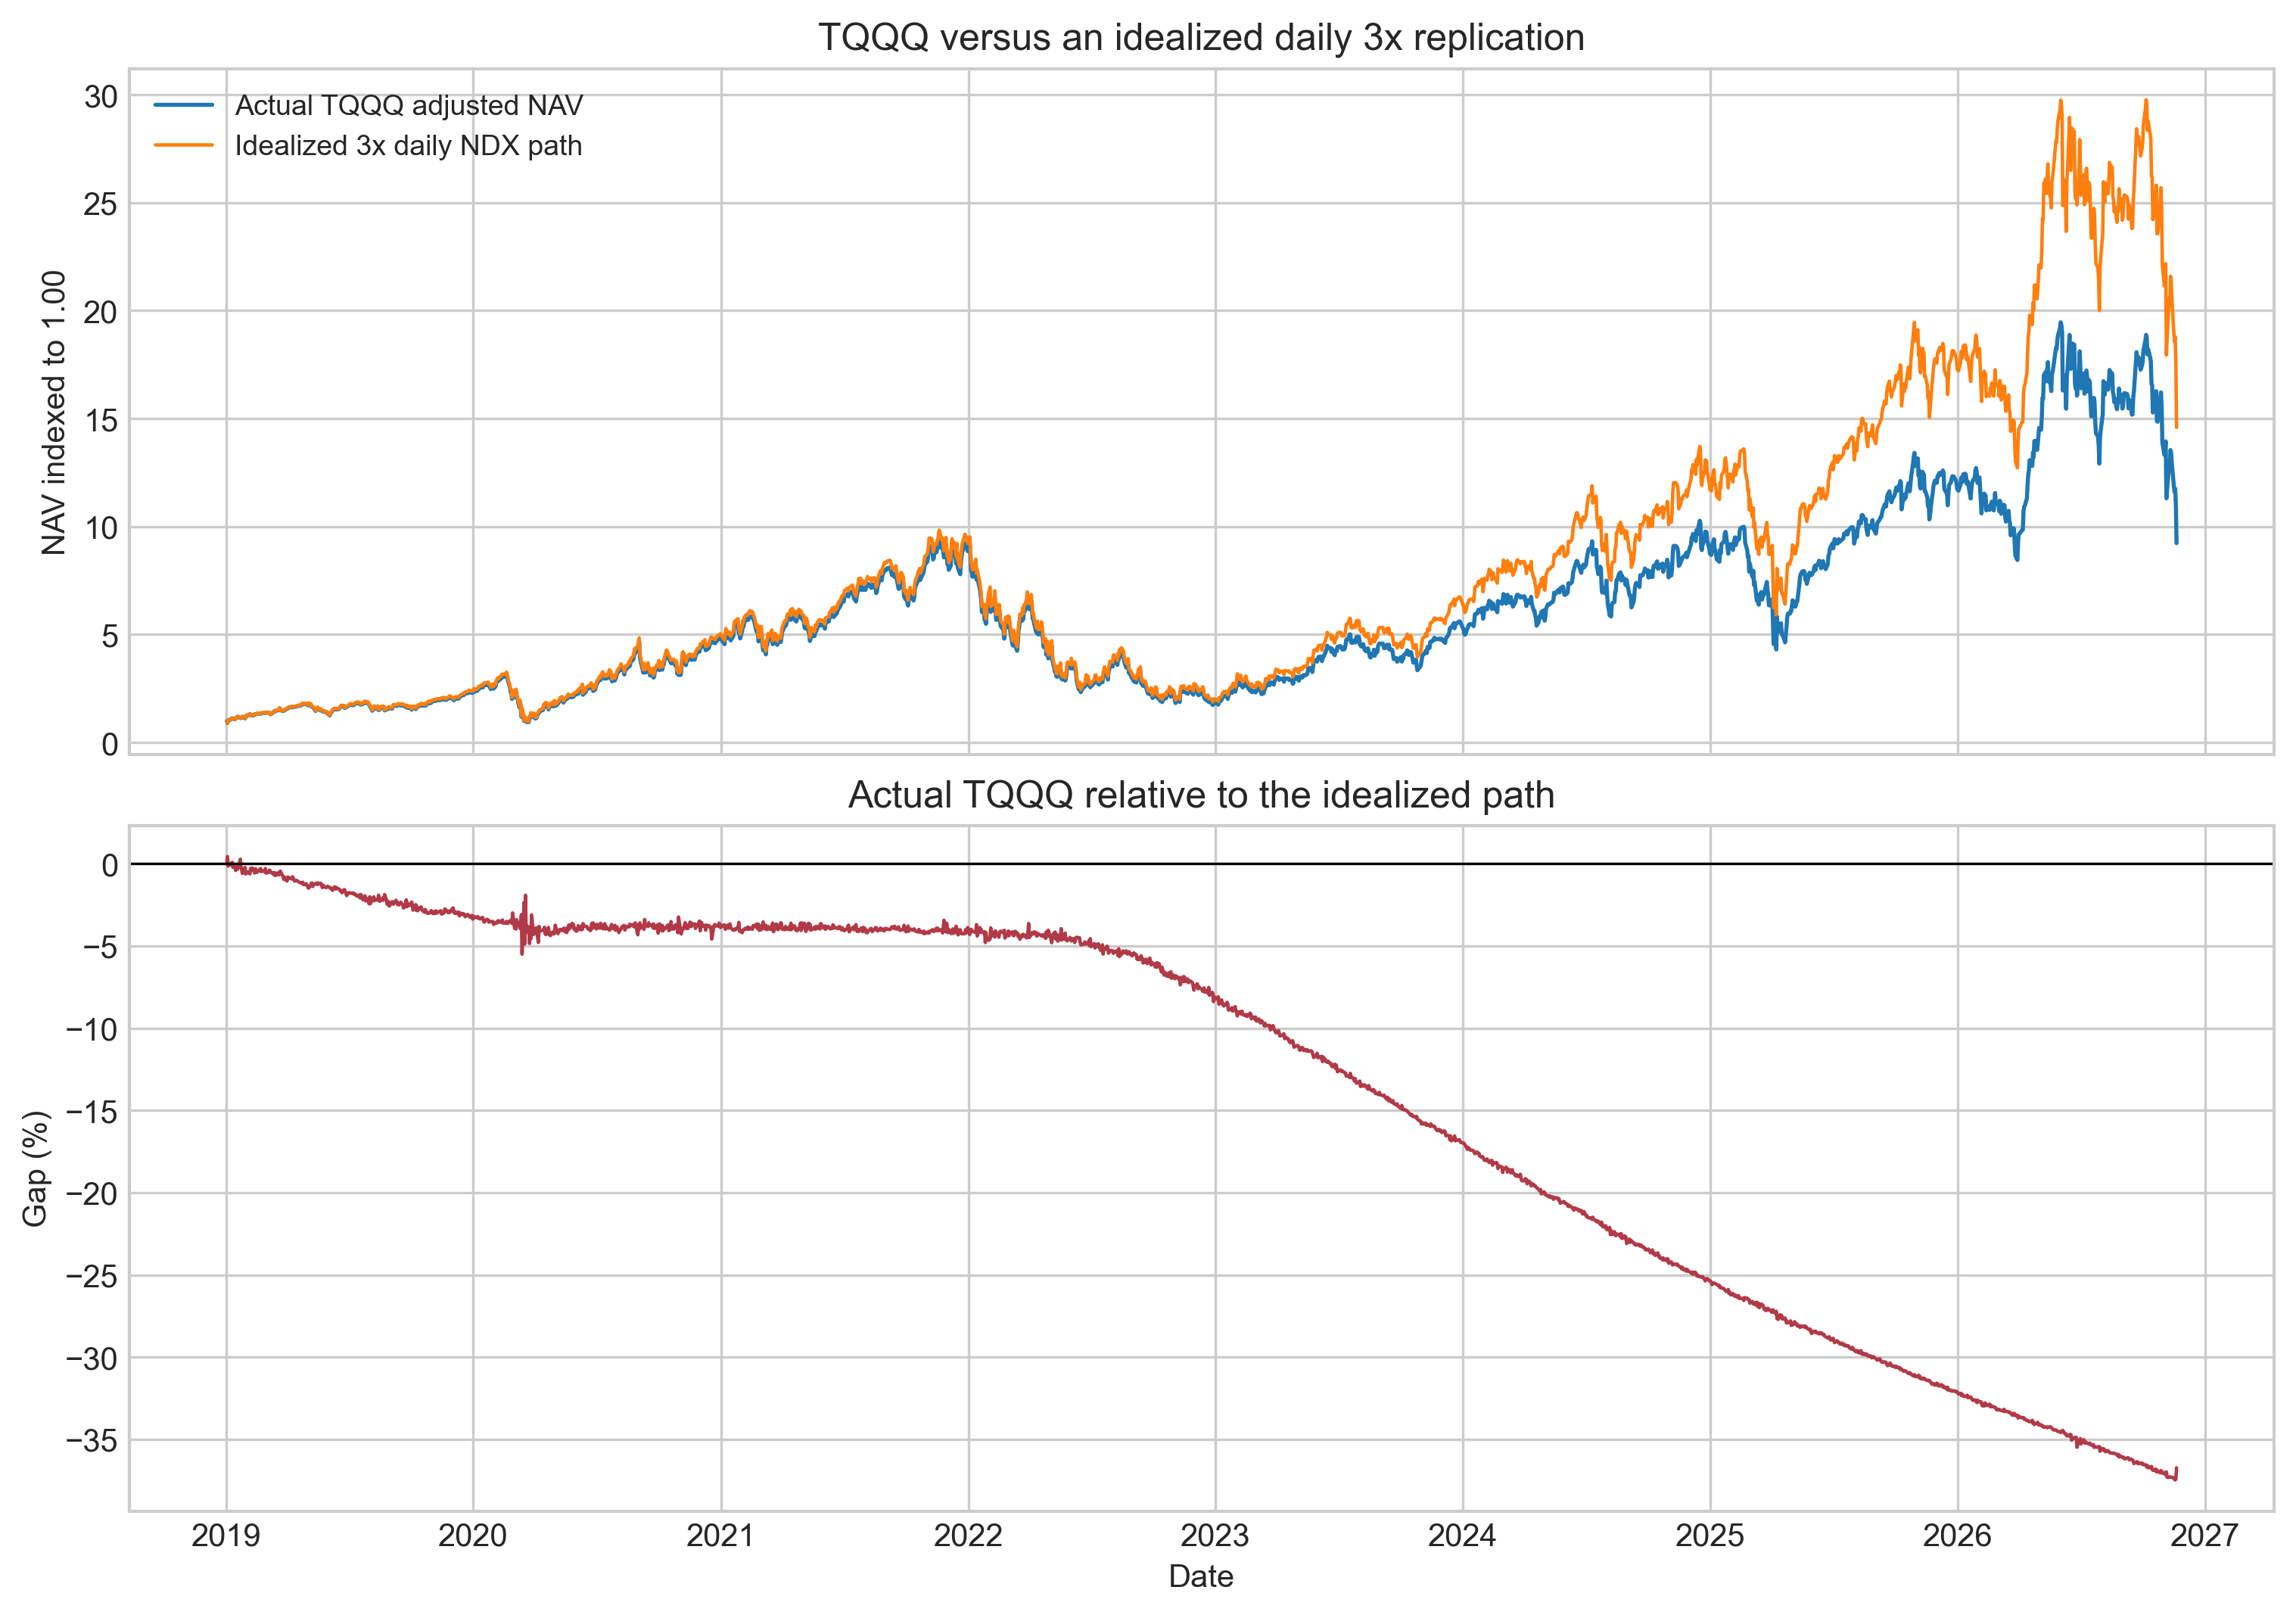 TQQQ versus an idealized daily 3x replication
30
25
20
15
10
5
0
NAV indexed to 1.00
Actual TQQQ adjusted NAV
Idealized 3x daily NDX path
Actual TQQQ relative to the idealized path
0
−5
−10
−15
−20
−25
−30
−35
Gap (%)
2019 2020 2021 2022 2023 2024 2025 2026 2027
Date